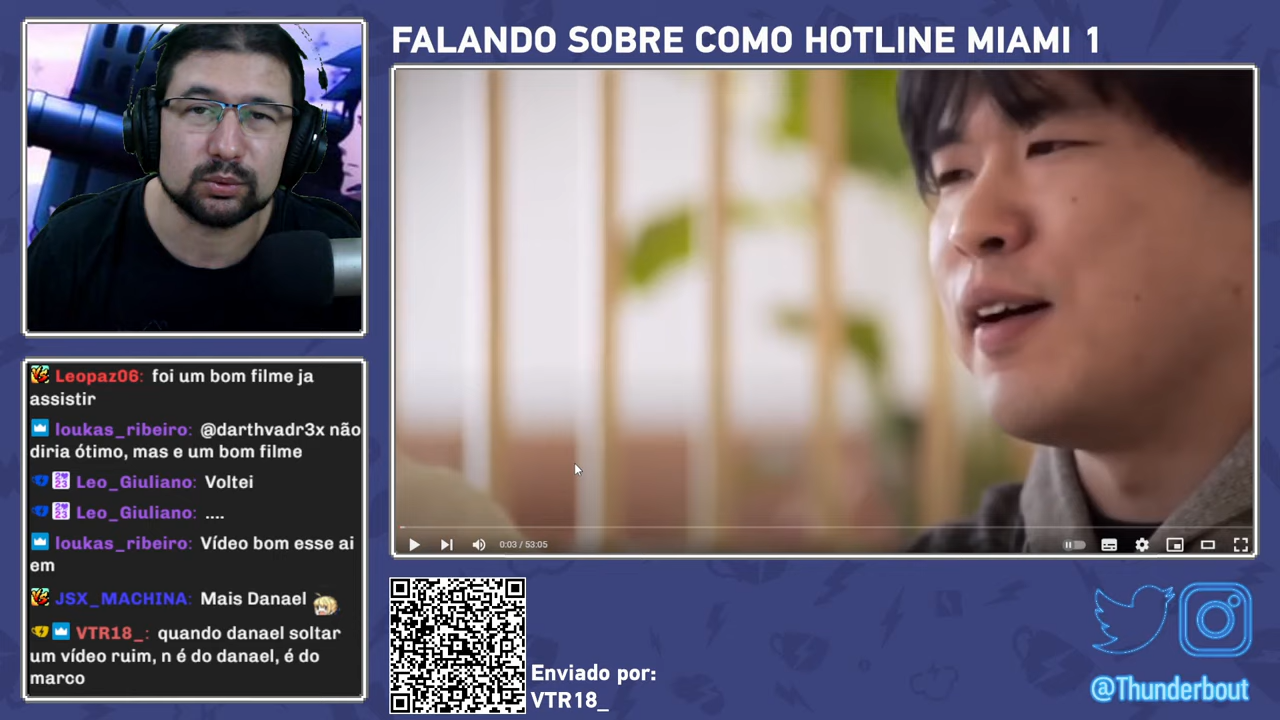 FALANDO SOBRE COMO HOTLINE MIAMI 1
Leopaz06: foi um bom filme ja
assistir
loukas_ribeiro: @darthvadr3x não
diria ótimo, mas e um bom filme
Leo_Giuliano: Voltei
Leo_Giuliano: ....
loukas_ribeiro: Vídeo bom esse ai
em
JSX_MACHINA: Mais Danael
VTR18_: quando danael soltar
um vídeo ruim, n é do danael, é do
marco
0:03 / 53:05
Enviado por:
VTR18_
@Thunderbout